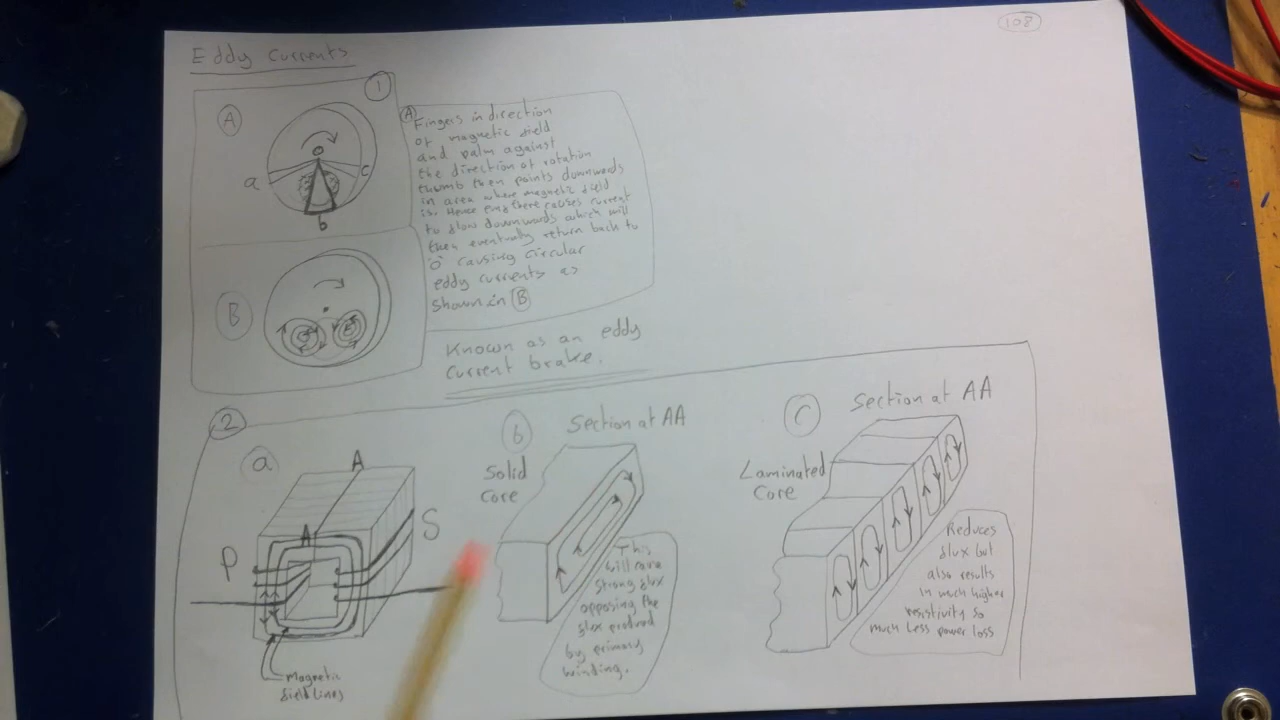 108
Eddy Currents
1
A
a
c
b
A
Fingers in direction
of magnetic field
and palm against
the direction of rotation
thumb then points downwards
in area where magnetic field
is. Hence emf there causes current
to flow downwards which will
then eventually return back to
'O' causing circular
eddy currents as
shown in B
B
Known as an eddy
current brake.
2
a
A
A
P
S
Magnetic
field lines
b
Section at AA
Solid
Core
This
will have
strong flux
opposing the
flux produced
by primary
winding.
C
Section at AA
Laminated
Core
Reduces
flux but
also results
in much higher
resistivity so
much less power loss